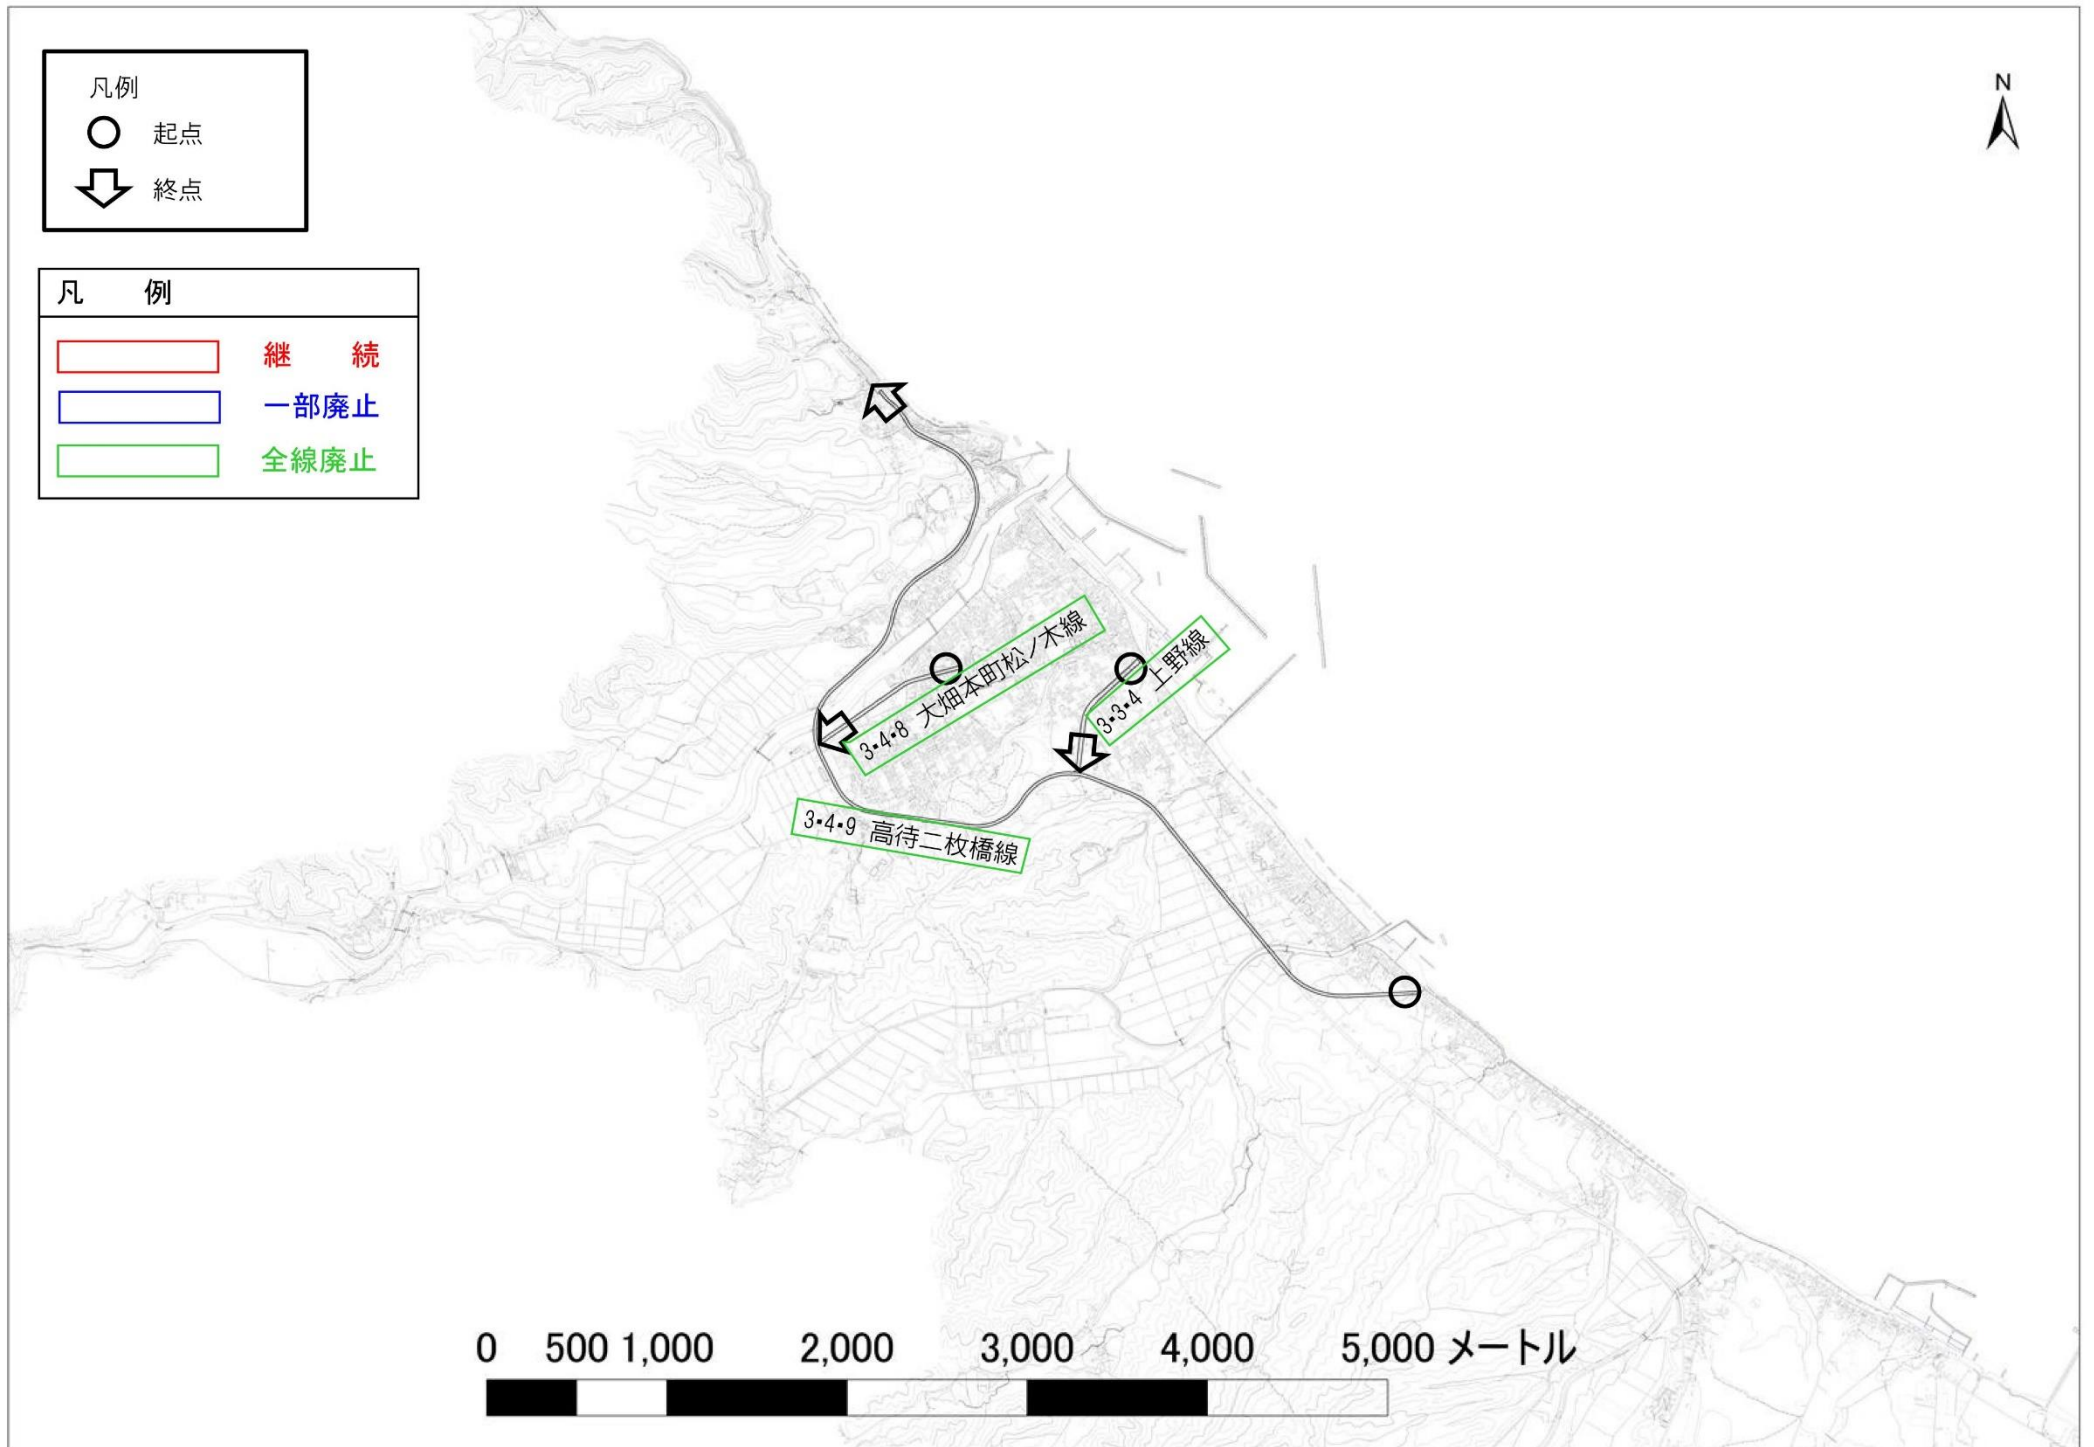 凡例
起点
終点
N
凡　例
継　続
一部廃止
全線廃止
3・4・8 大畑本町松ノ木線
3・3・4 上野線
3・4・9 高待二枚橋線
0 500 1,000 2,000 3,000 4,000 5,000 メートル